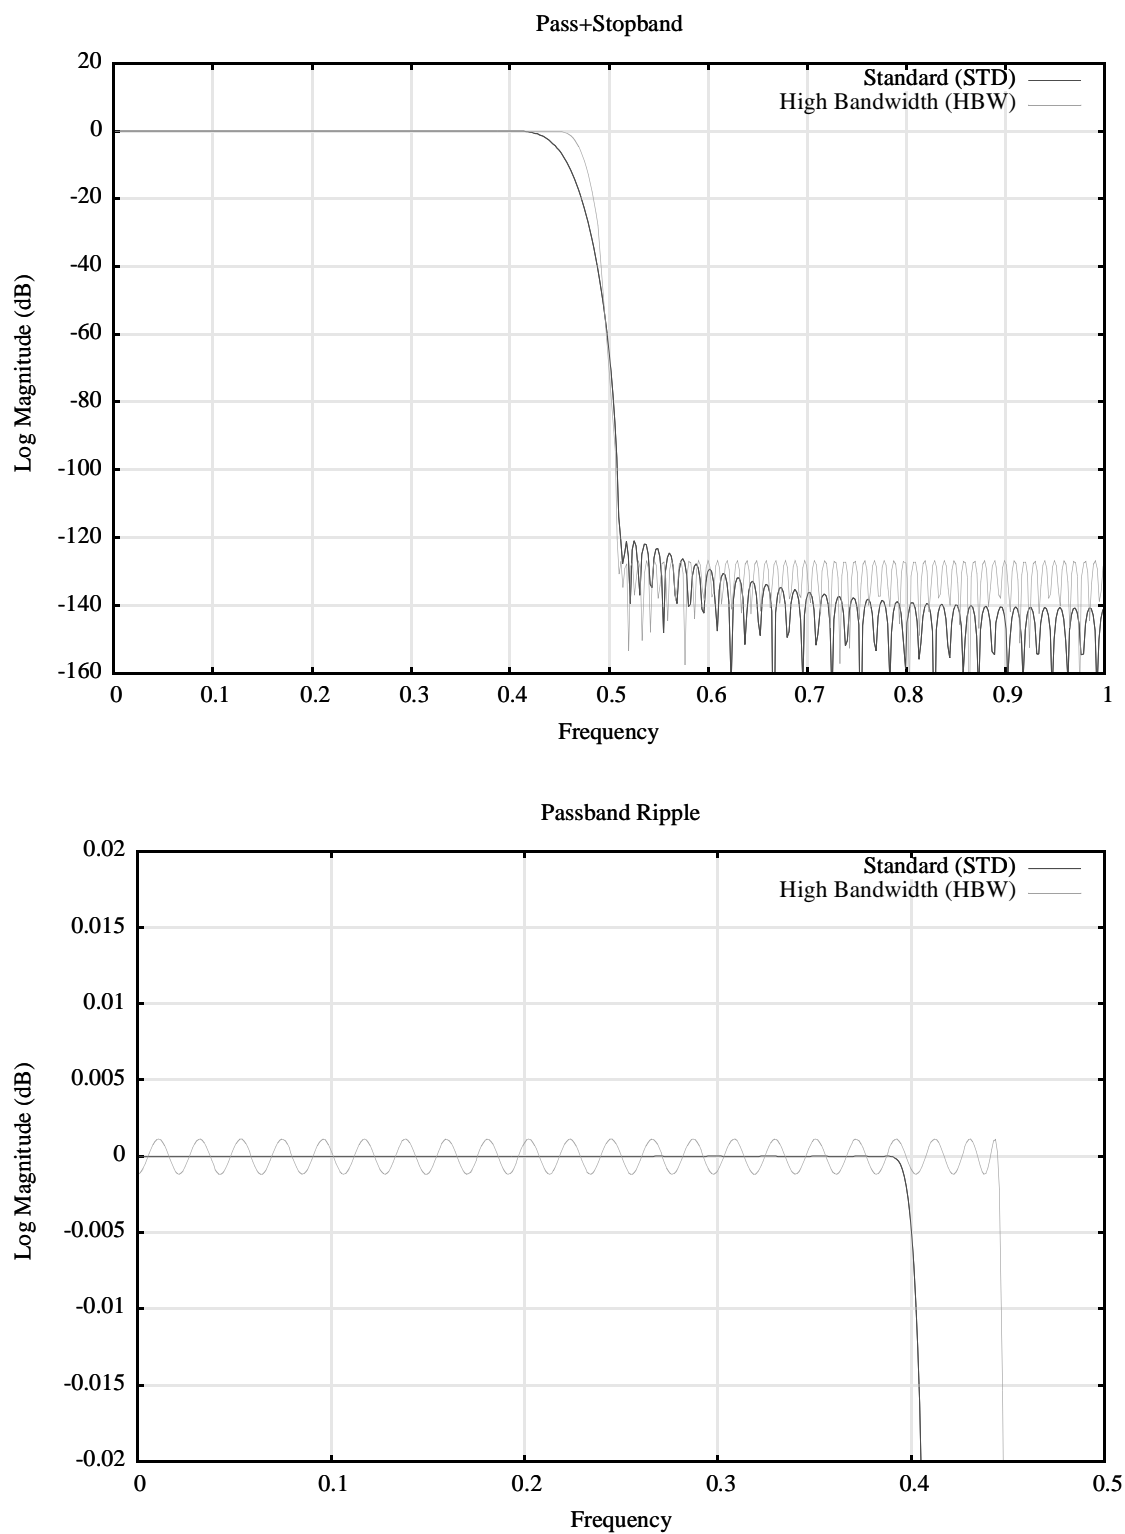 Pass+Stopband
Standard (STD)
High Bandwidth (HBW)
20
0
-20
-40
-60
-80
-100
-120
-140
-160
Log Magnitude (dB)
0 0.1 0.2 0.3 0.4 0.5 0.6 0.7 0.8 0.9 1
Frequency
Passband Ripple
Standard (STD)
High Bandwidth (HBW)
0.02
0.015
0.01
0.005
0
-0.005
-0.01
-0.015
-0.02
Log Magnitude (dB)
0 0.1 0.2 0.3 0.4 0.5
Frequency